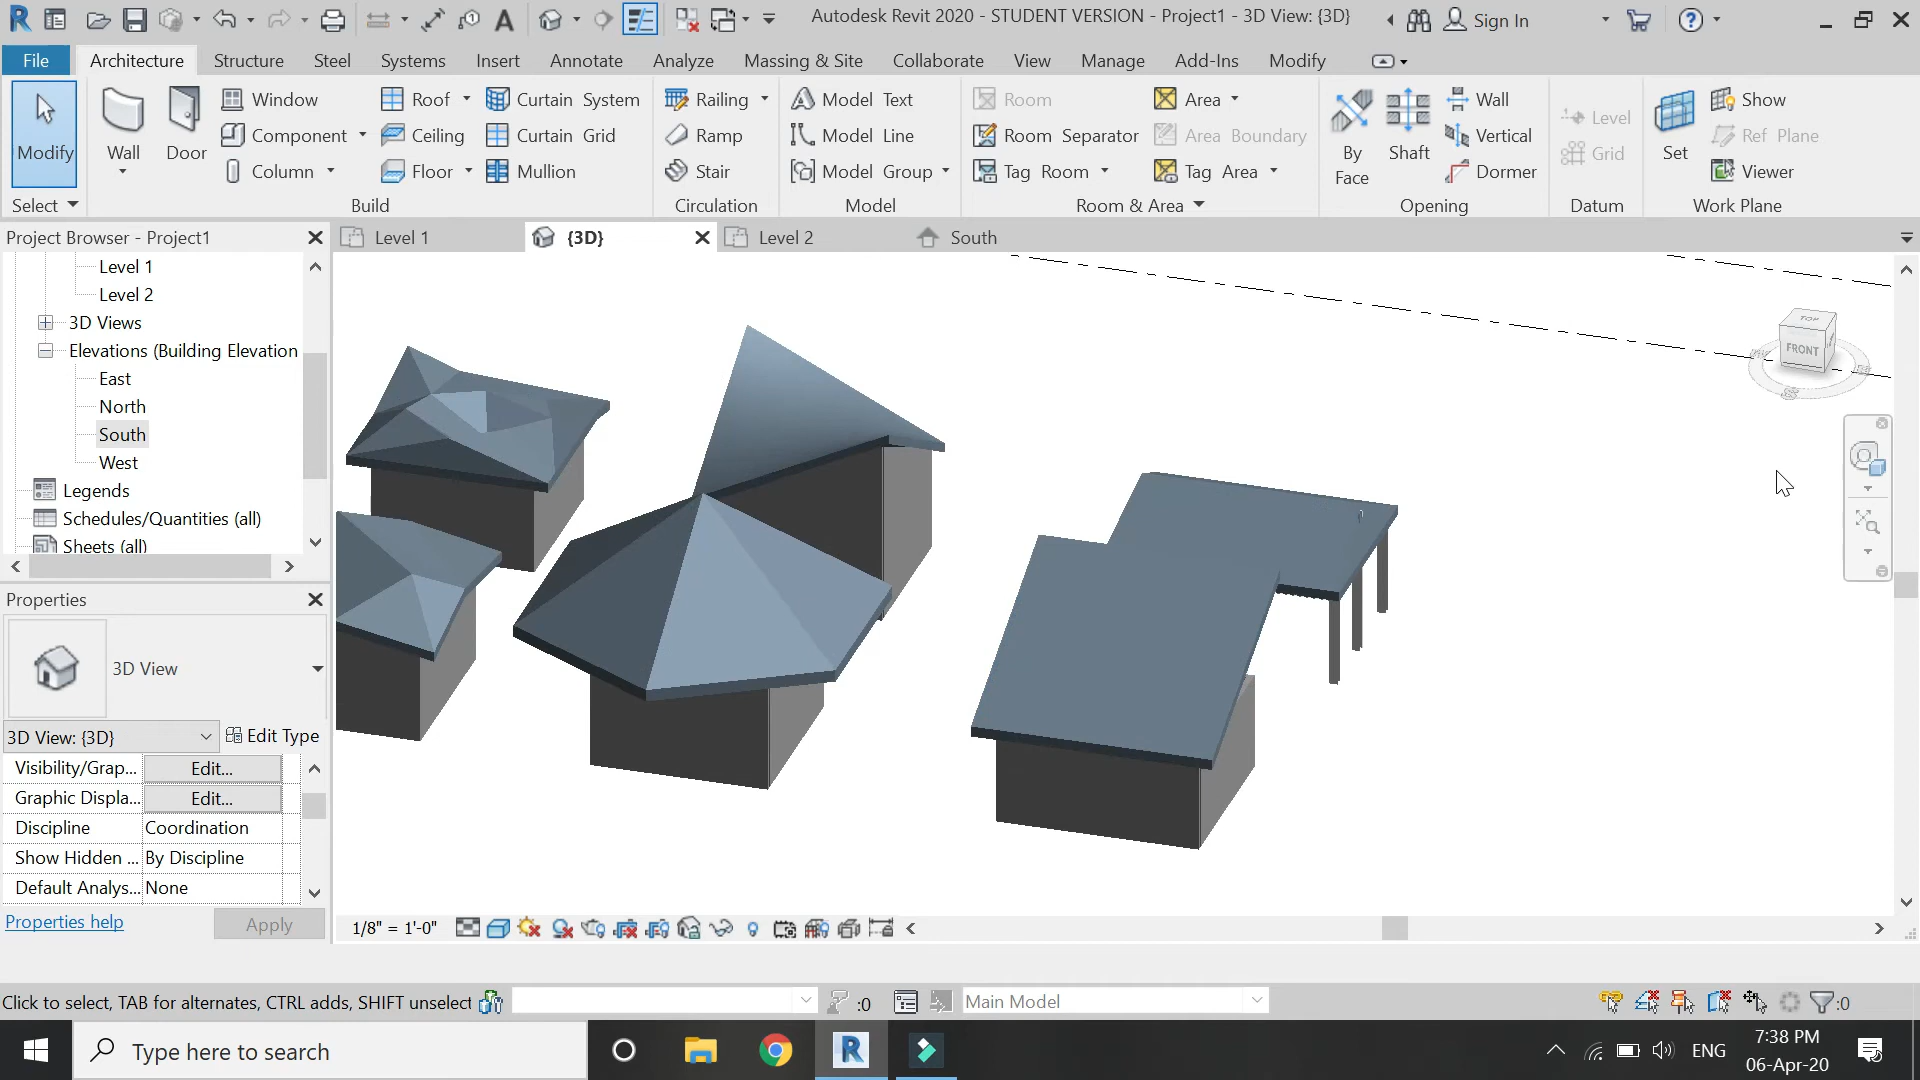 Autodesk Revit 2020 - STUDENT VERSION - Project1 - 3D View: {3D}
Sign In
File Architecture Structure Steel Systems Insert Annotate Analyze Massing & Site Collaborate View Manage Add-Ins Modify
Modify
Wall
Door
Window
Component
Column
Roof
Ceiling
Floor
Curtain System
Curtain Grid
Mullion
Railing
Ramp
Stair
Model Text
Model Line
Model Group
Room
Room Separator
Tag Room
Area
Area Boundary
Tag Area
By
Face
Shaft
Wall
Vertical
Dormer
Level
Grid
Set
Show
Ref Plane
Viewer
Select Build Circulation Model Room & Area Opening Datum Work Plane
Project Browser - Project1
Level 1
{3D}
Level 2
South
Level 1
Level 2
3D Views
Elevations (Building Elevation
East
North
South
West
Legends
Schedules/Quantities (all)
Sheets (all)
TOP
FRONT
Properties
3D View
3D View: {3D}
Edit Type
Visibility/Grap... Edit...
Graphic Displa... Edit...
Discipline Coordination
Show Hidden ... By Discipline
Default Analys... None
Properties help
Apply
1/8" = 1'-0"
Click to select, TAB for alternates, CTRL adds, SHIFT unselect
:0
Main Model
:0
Type here to search
ENG
7:38 PM
06-Apr-20